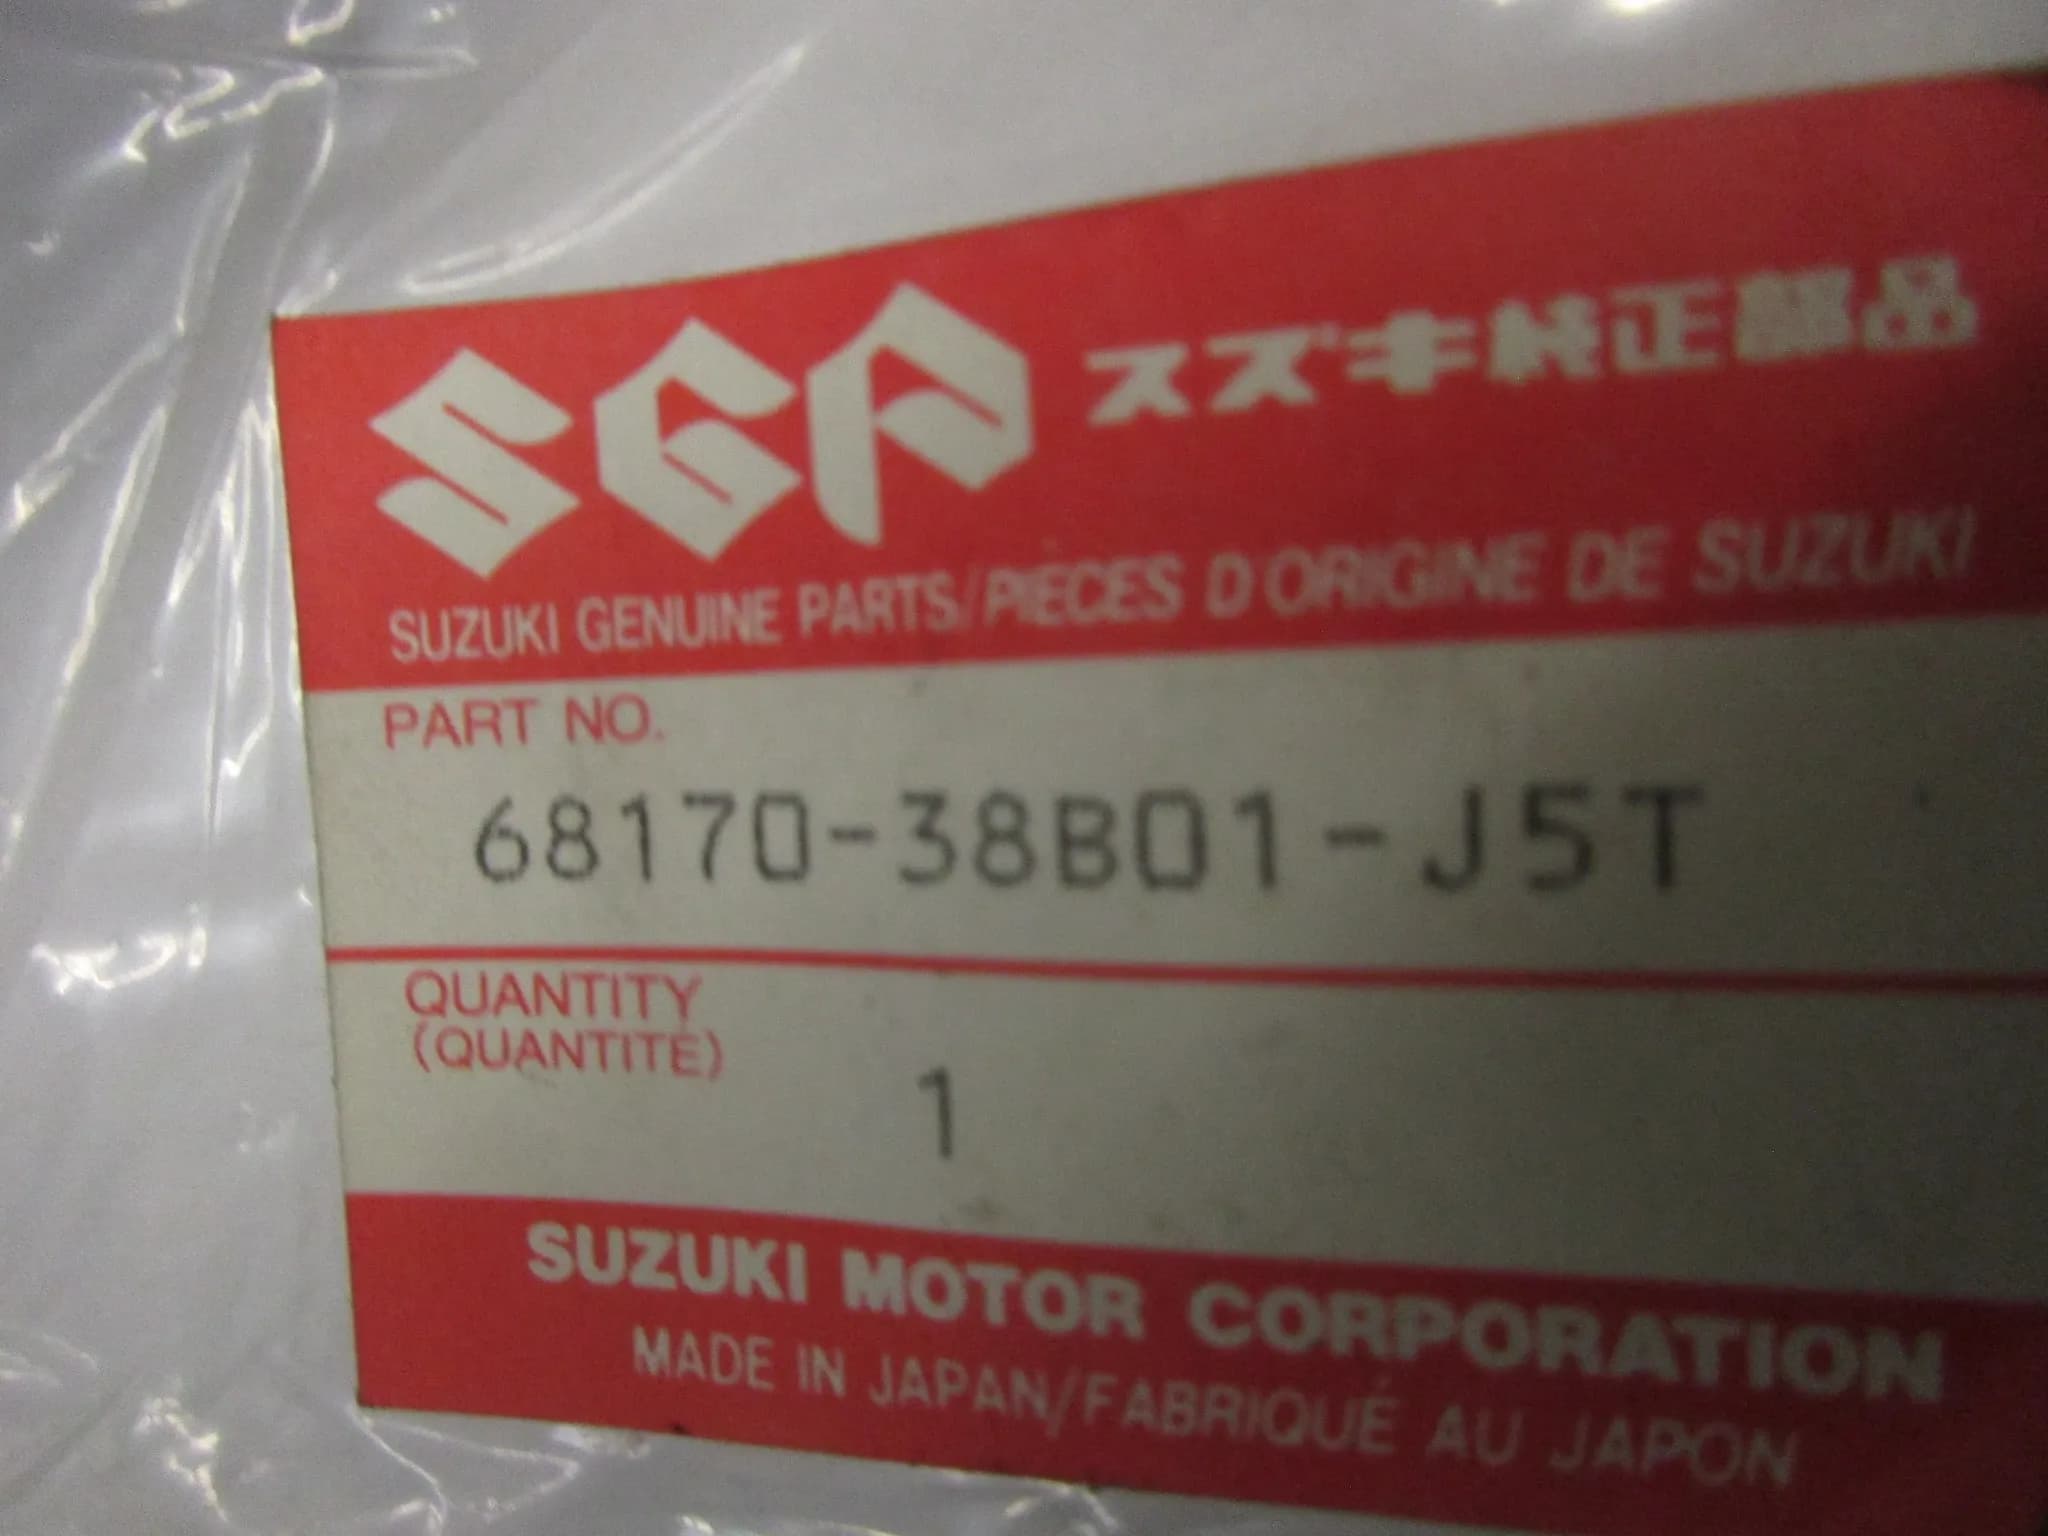 SGP スズキ純正部品
SUZUKI GENUINE PARTS/PIÈCES D'ORIGINE DE SUZUKI
PART NO.
68170-38B01-J5T
QUANTITY
(QUANTITÉ)
1
SUZUKI MOTOR CORPORATION
MADE IN JAPAN/FABRIQUÉ AU JAPON